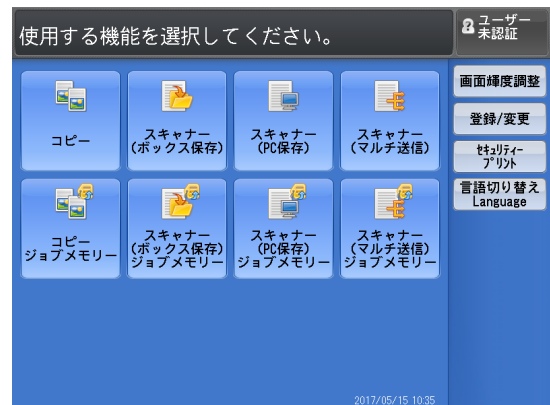 使用する機能を選択してください。
ユーザー
未認証
コピー
スキャナー
(ボックス保存)
スキャナー
(PC保存)
スキャナー
(マルチ送信)
コピー
ジョブメモリー
スキャナー
(ボックス保存)
ジョブメモリー
スキャナー
(PC保存)
ジョブメモリー
スキャナー
(マルチ送信)
ジョブメモリー
画面輝度調整
登録/変更
ｾｷｭﾘﾃｨｰ
ﾌﾟﾘﾝﾄ
言語切り替え
Language
2017/05/15 10:35